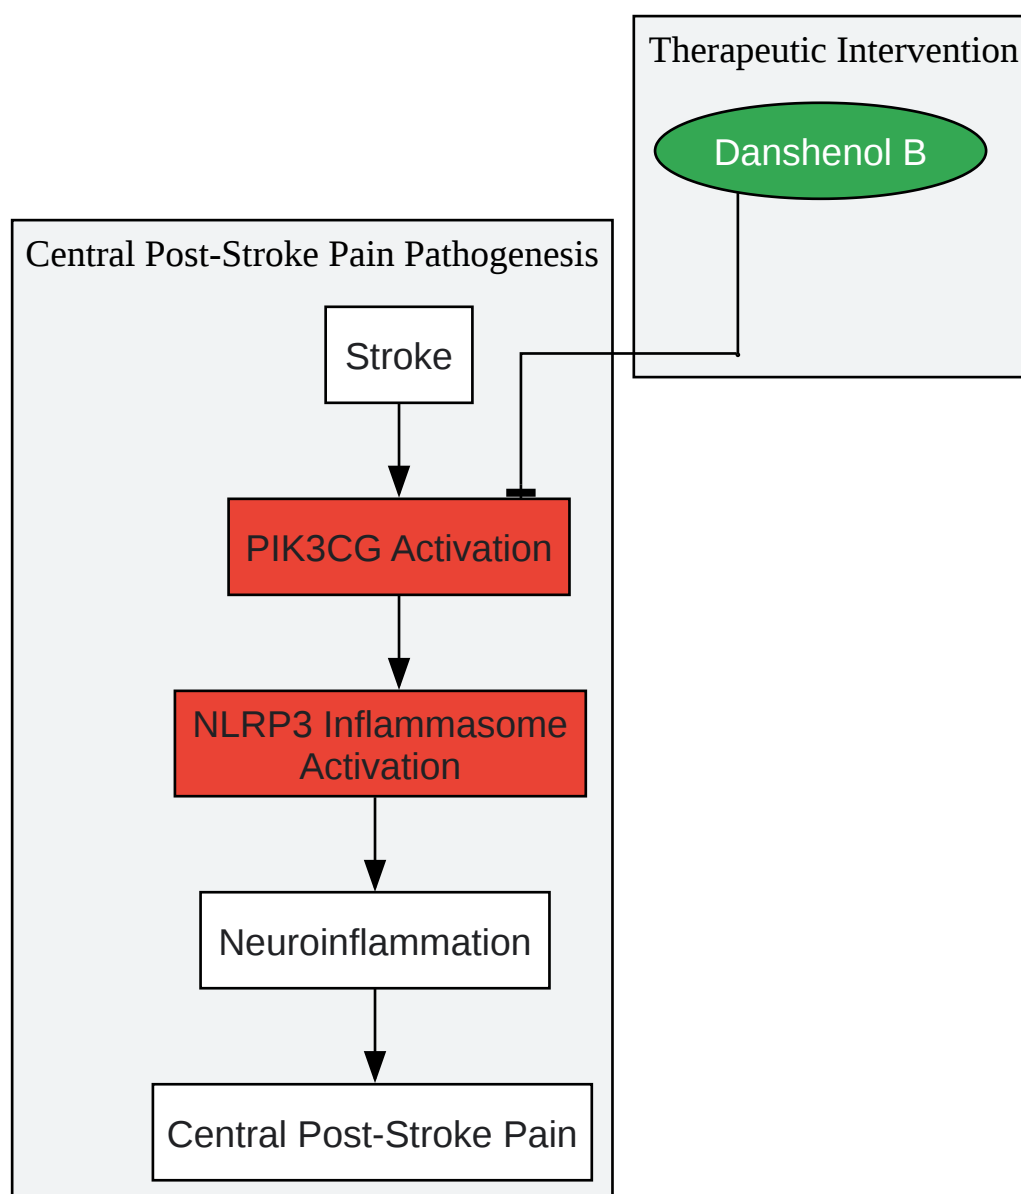 Therapeutic Intervention
Danshenol B
Central Post-Stroke Pain Pathogenesis
Stroke
PIK3CG Activation
NLRP3 Inflammasome
Activation
Neuroinflammation
Central Post-Stroke Pain